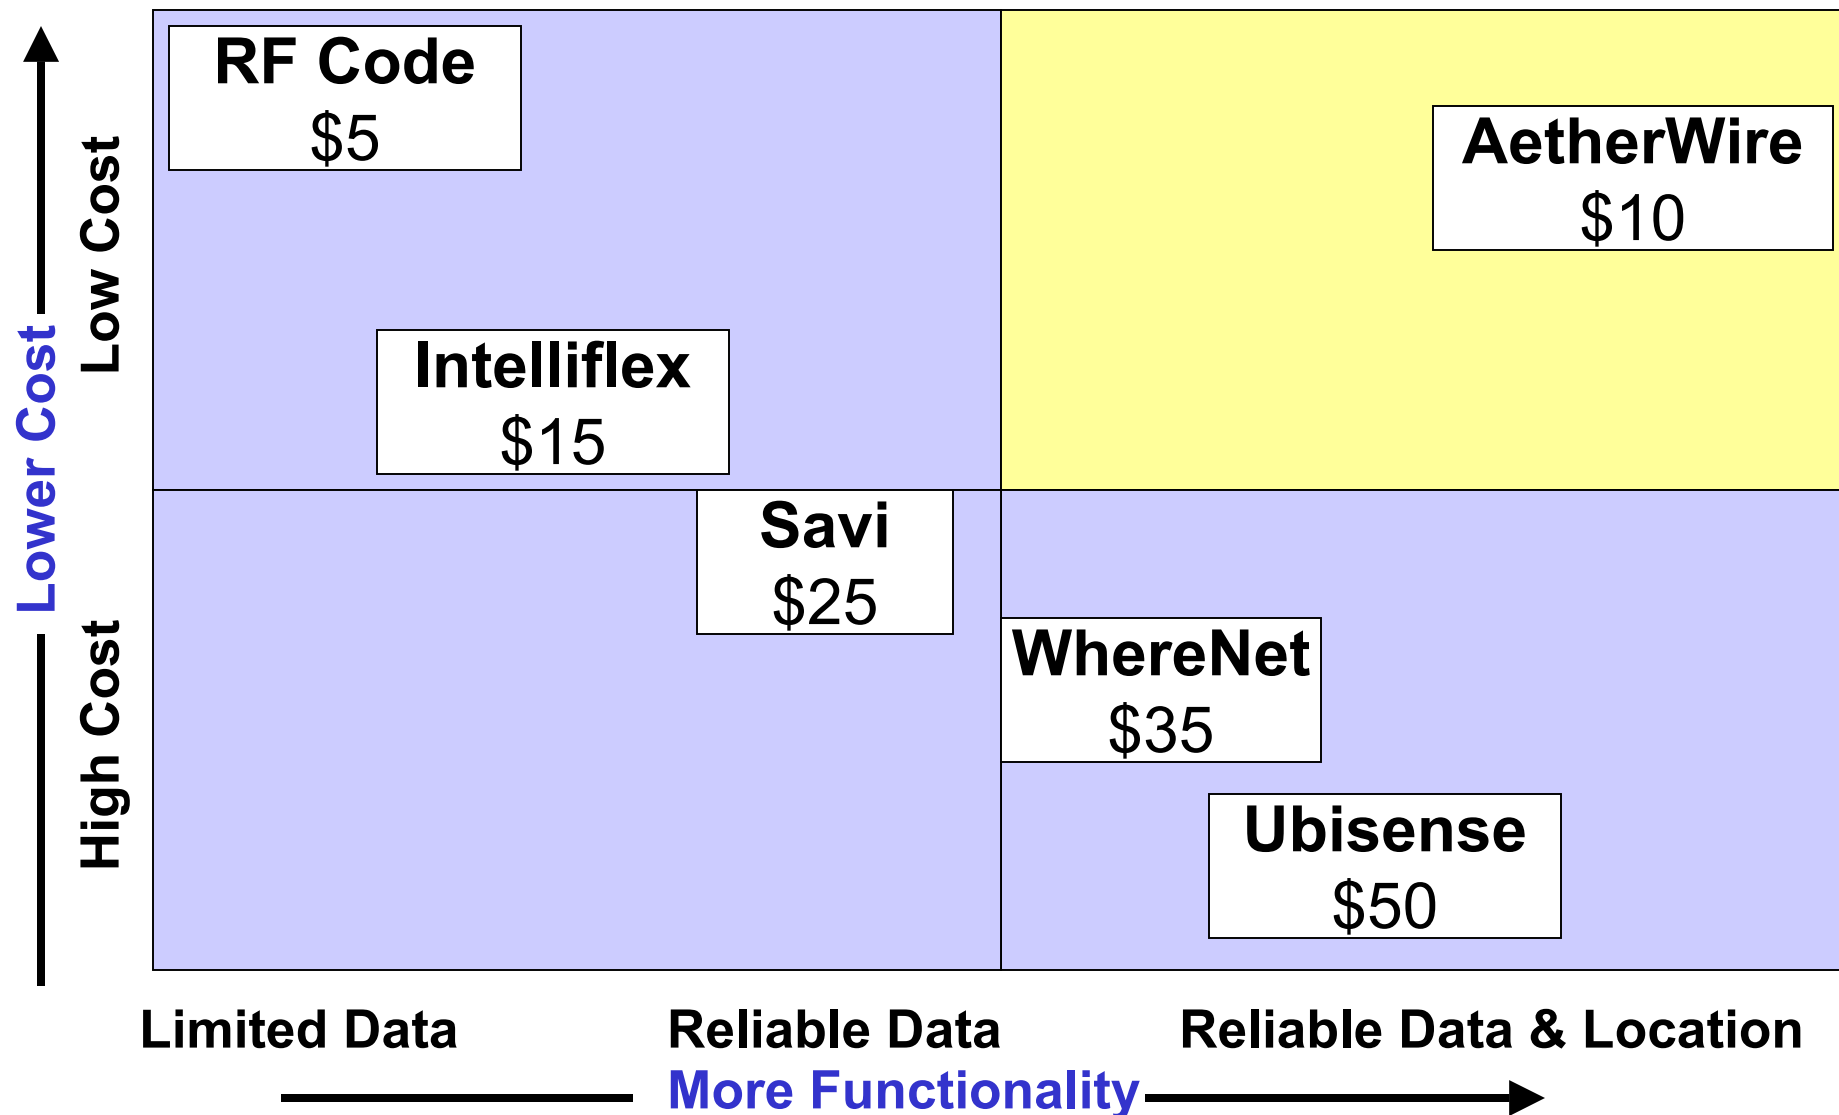 RF Code
$5
AetherWire
$10
Intelliflex
$15
Savi
$25
WhereNet
$35
Ubisense
$50
Lower Cost
Low Cost
High Cost
Limited Data
Reliable Data
Reliable Data & Location
More Functionality